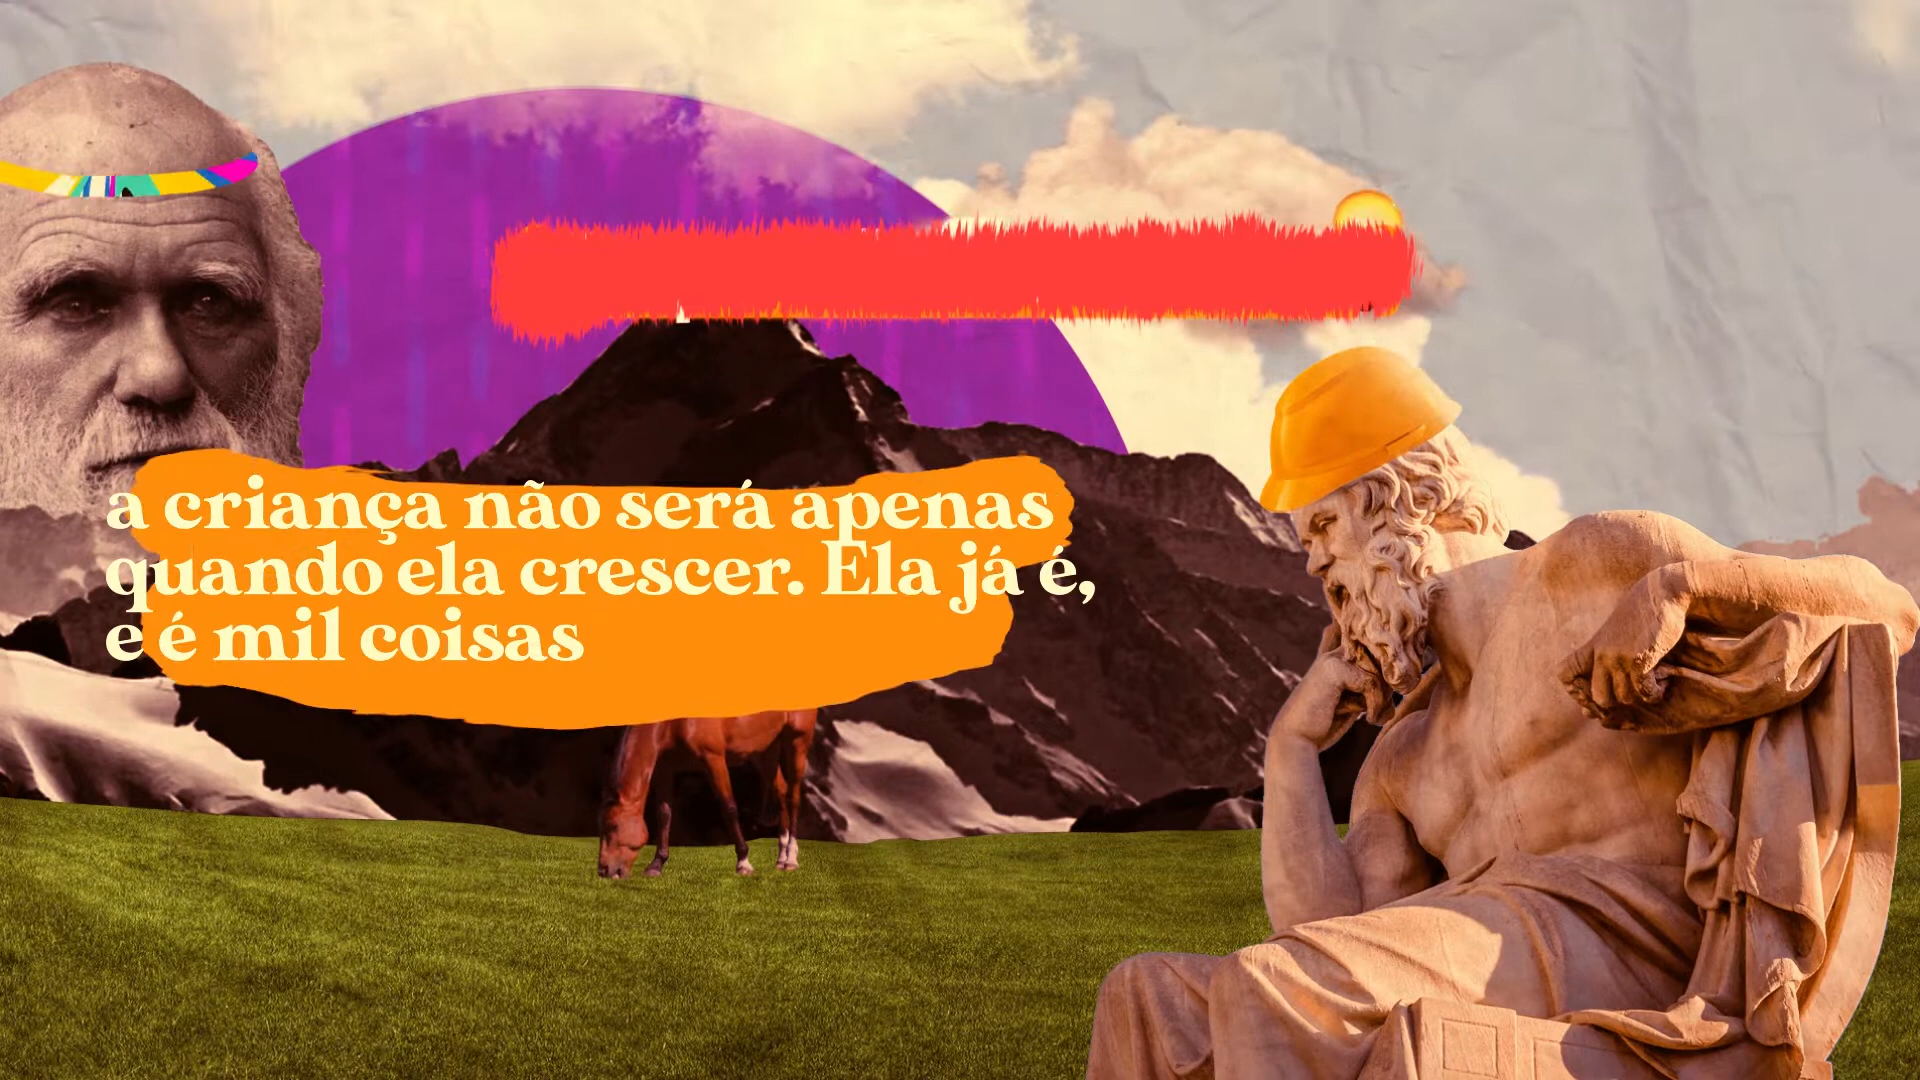 a criança não será apenas
quando ela crescer. Ela já é,
e é mil coisas